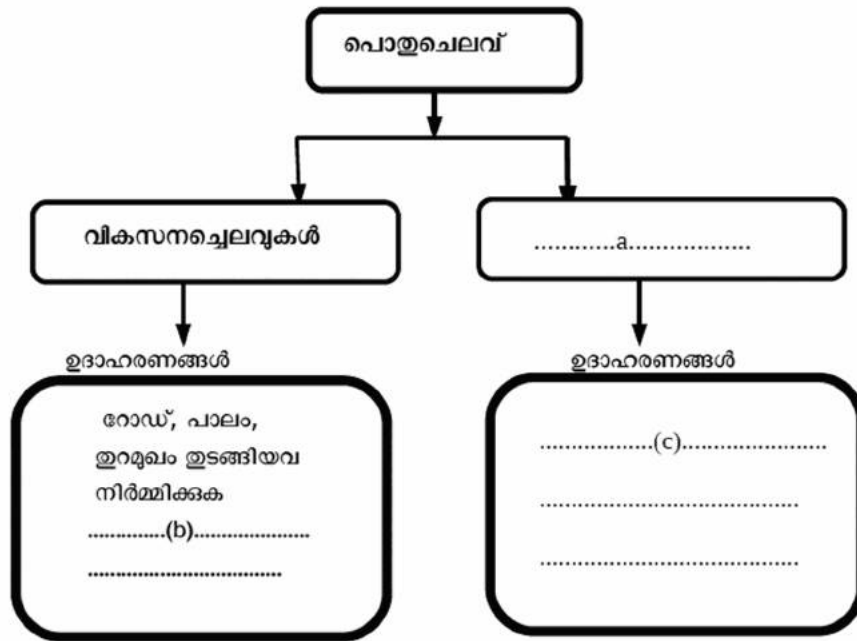 പൊതുചെലവ്
വികസനച്ചെലവുകൾ
............a..................
ഉദാഹരണങ്ങൾ
ഉദാഹരണങ്ങൾ
റോഡ്, പാലം,
തുറമുഖം തുടങ്ങിയവ
നിർമ്മിക്കുക
..............(b).....................
...................................
.................(c)......................
.......................................
.......................................